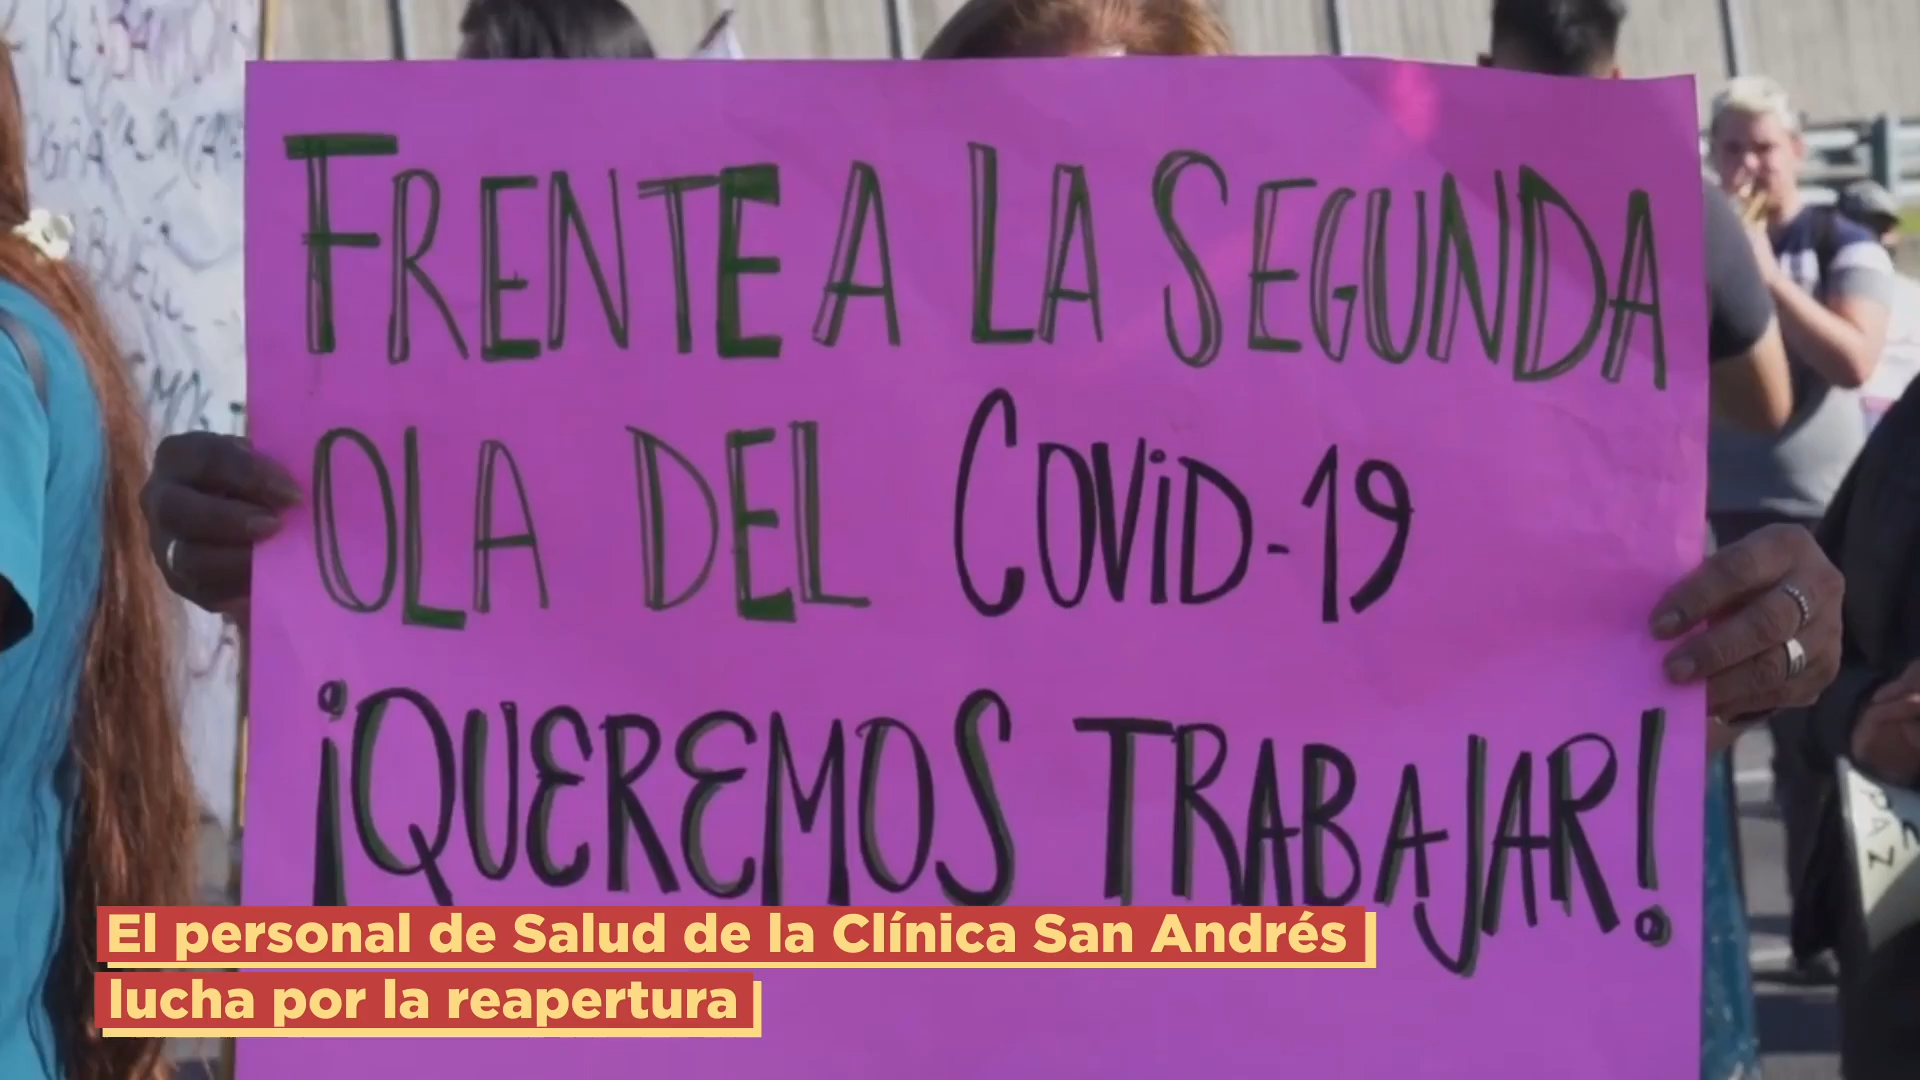 FRENTE A LA SEGUNDA
OLA DEL COViD-19
¡QUEREMOS TRABAJAR!
El personal de Salud de la Clínica San Andrés
lucha por la reapertura
PAZ